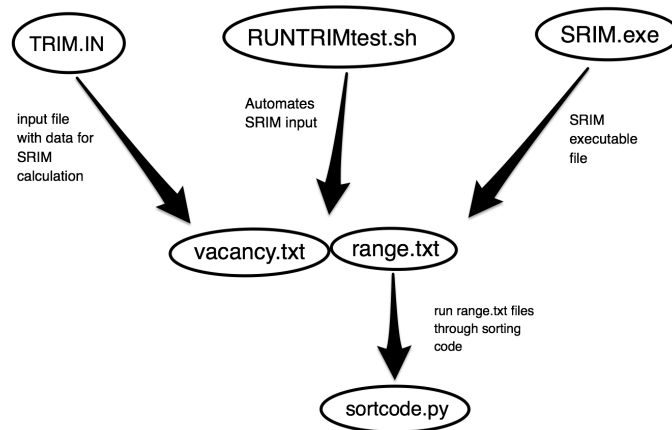 TRIM.IN
RUNTRIMtest.sh
SRIM.exe
input file
with data for
SRIM
calculation
Automates
SRIM input
SRIM
executable
file
vacancy.txt
range.txt
run range.txt files
through sorting
code
sortcode.py